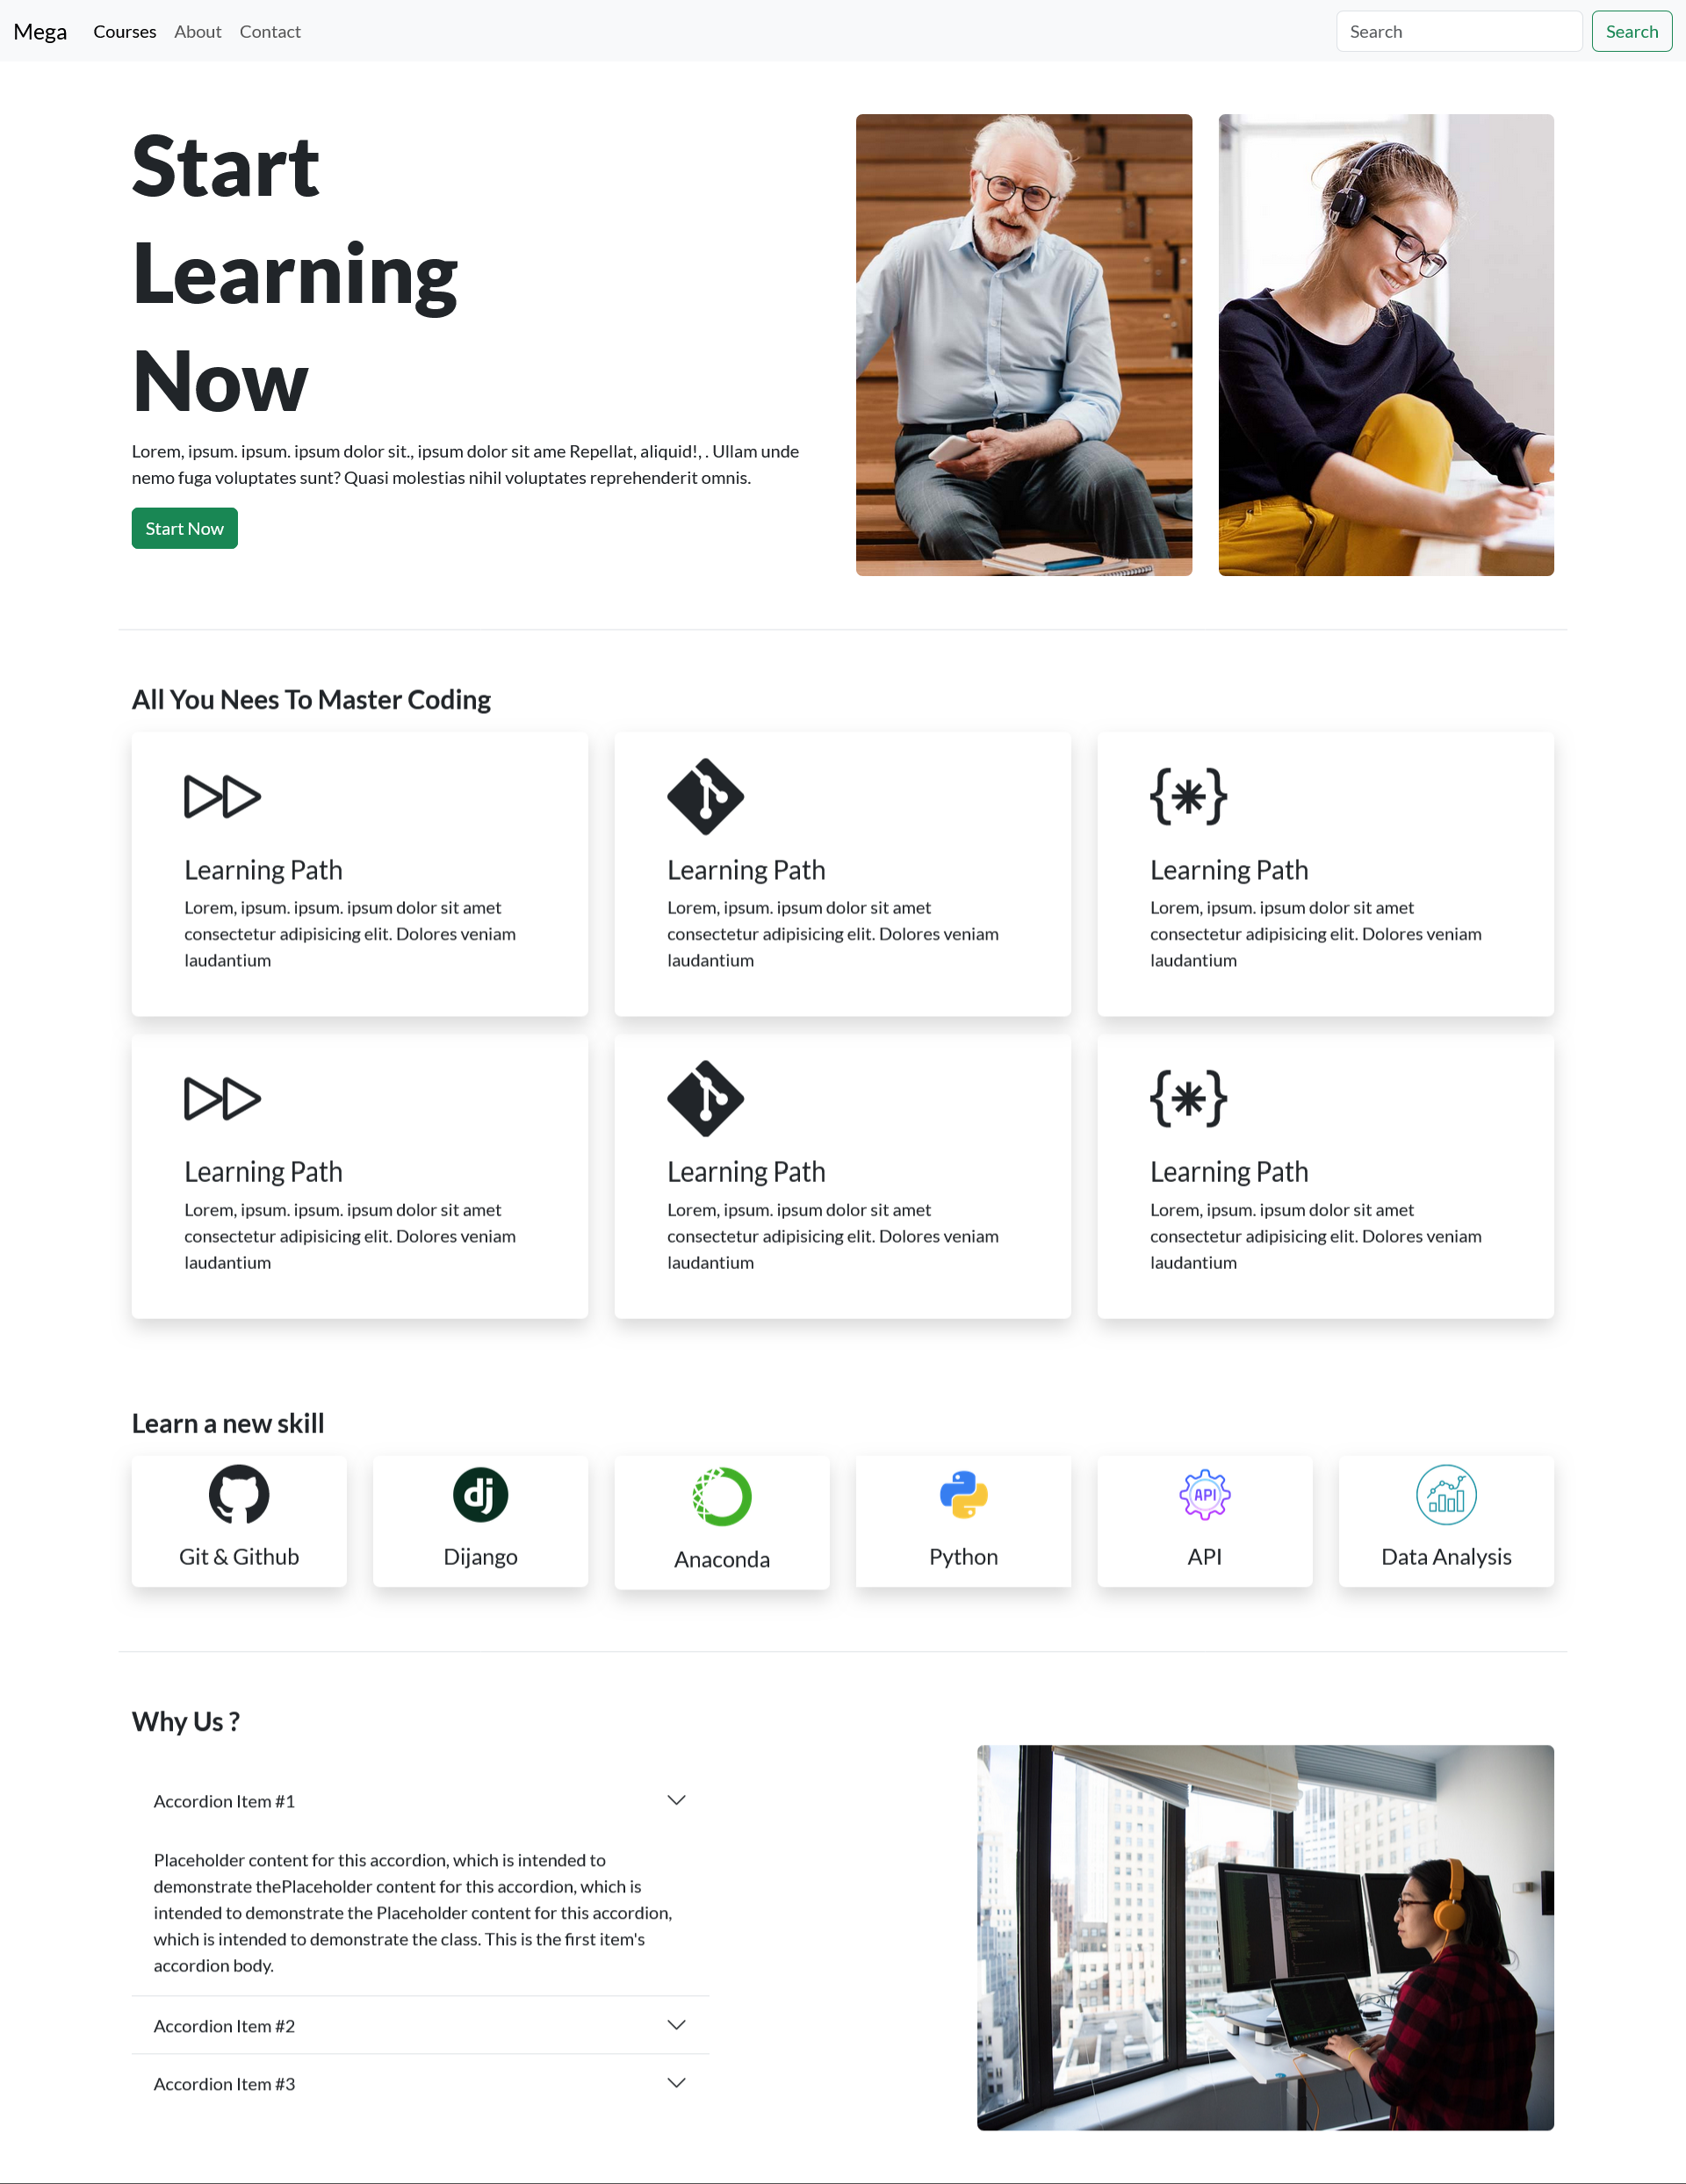 Mega Courses About Contact Search Search
Start
Learning
Now
Lorem, ipsum. ipsum. ipsum dolor sit., ipsum dolor sit ame Repellat, aliquid!, . Ullam unde
nemo fuga voluptates sunt? Quasi molestias nihil voluptates reprehenderit omnis.
Start Now
All You Nees To Master Coding
Learning Path
Lorem, ipsum. ipsum. ipsum dolor sit amet
consectetur adipisicing elit. Dolores veniam
laudantium
Learning Path
Lorem, ipsum. ipsum dolor sit amet
consectetur adipisicing elit. Dolores veniam
laudantium
Learning Path
Lorem, ipsum. ipsum dolor sit amet
consectetur adipisicing elit. Dolores veniam
laudantium
Learning Path
Lorem, ipsum. ipsum. ipsum dolor sit amet
consectetur adipisicing elit. Dolores veniam
laudantium
Learning Path
Lorem, ipsum. ipsum dolor sit amet
consectetur adipisicing elit. Dolores veniam
laudantium
Learning Path
Lorem, ipsum. ipsum dolor sit amet
consectetur adipisicing elit. Dolores veniam
laudantium
Learn a new skill
Git & Github
dj
Dijango
Anaconda
Python
API
API
Data Analysis
Why Us ?
Accordion Item #1
Placeholder content for this accordion, which is intended to
demonstrate thePlaceholder content for this accordion, which is
intended to demonstrate the Placeholder content for this accordion,
which is intended to demonstrate the class. This is the first item's
accordion body.
Accordion Item #2
Accordion Item #3